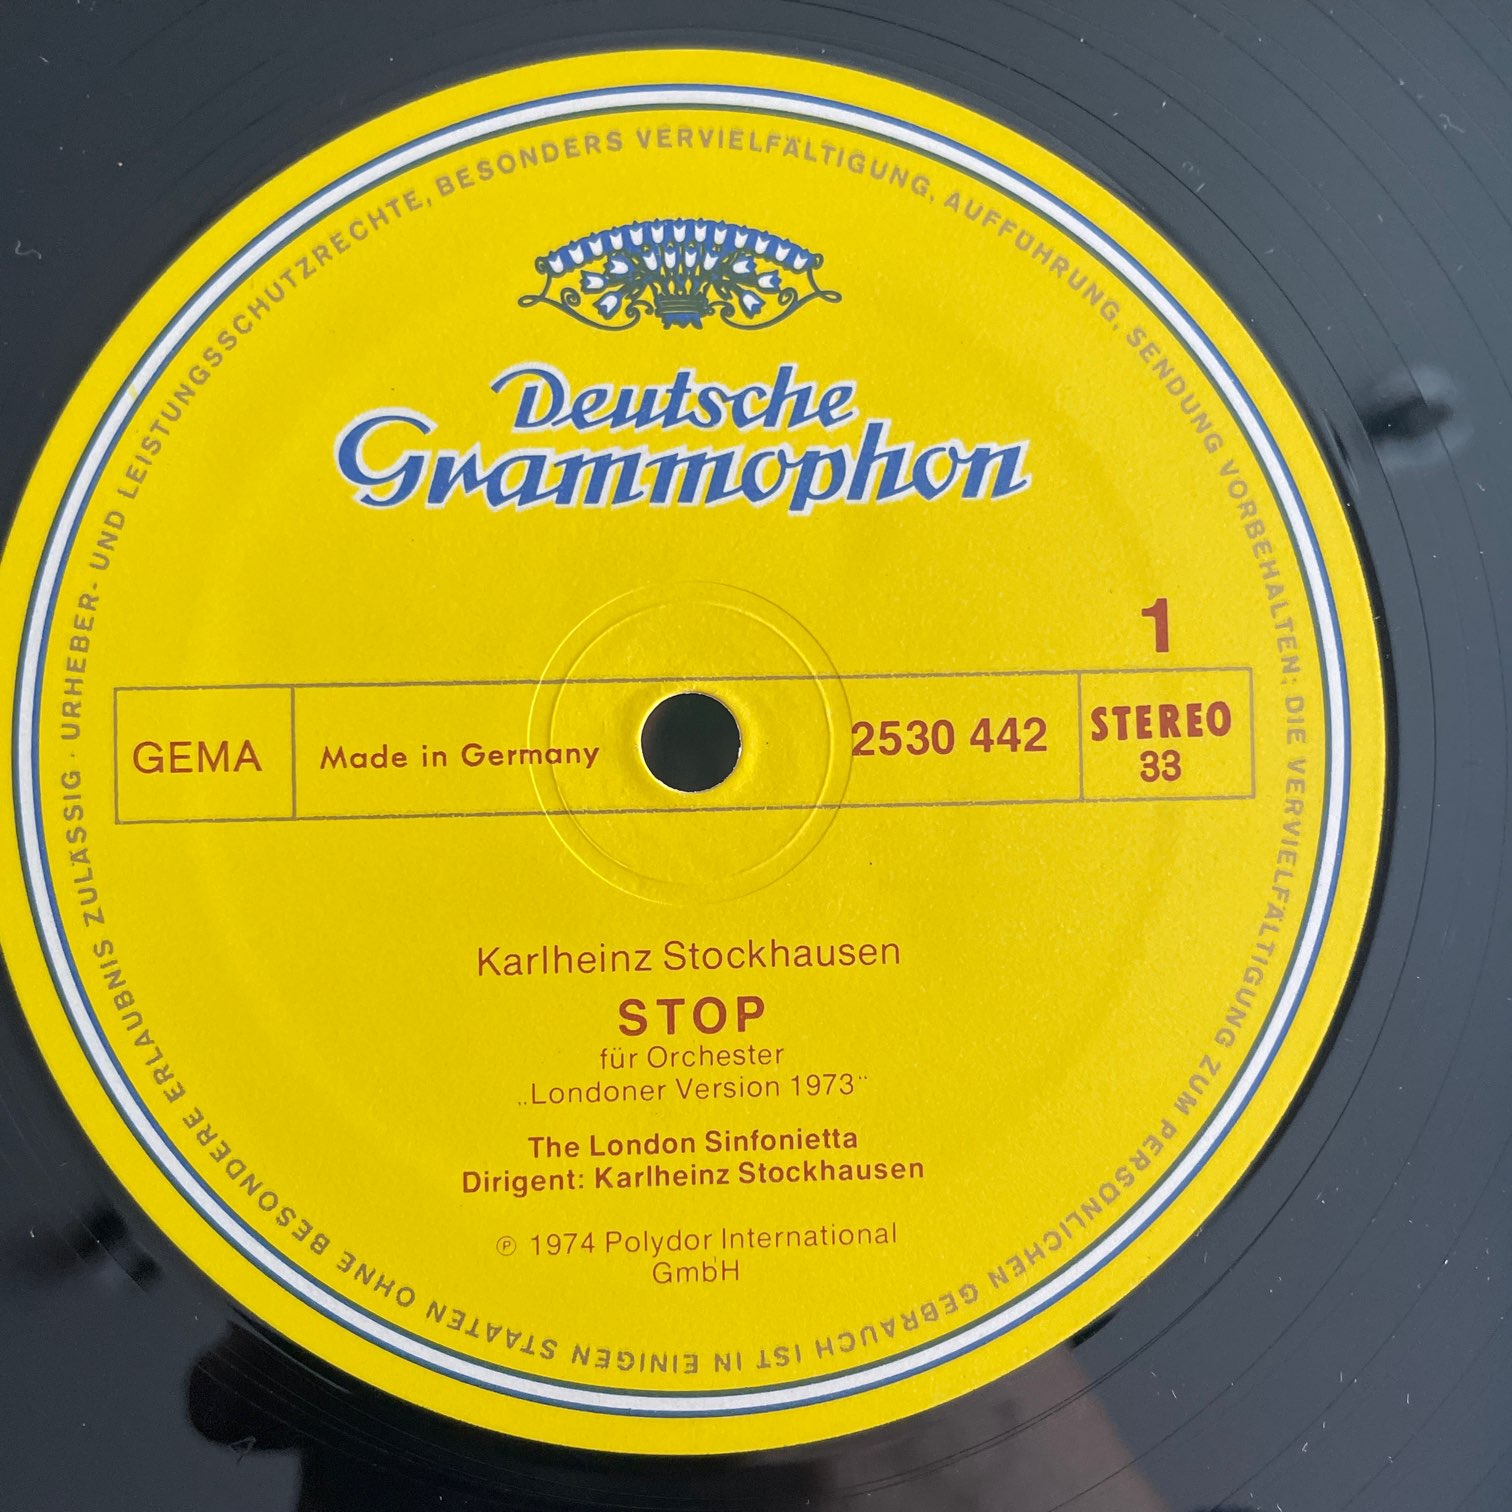 URHEBER- UND LEISTUNGSSCHUTZRECHTE, BESONDERS VERVIELFÄLTIGUNG, AUFFÜHRUNG, SENDUNG VORBEHALTEN; DIE VERVIELFÄLTIGUNG ZUM PERSÖNLICHEN GEBRAUCH IST IN EINIGEN STAATEN OHNE BESONDERE ERLAUBNIS ZULÄSSIG ·
Deutsche
Grammophon
1
GEMA
Made in Germany
2530 442
STEREO
33
Karlheinz Stockhausen
STOP
für Orchester
„Londoner Version 1973“
The London Sinfonietta
Dirigent: Karlheinz Stockhausen
℗ 1974 Polydor International
GmbH